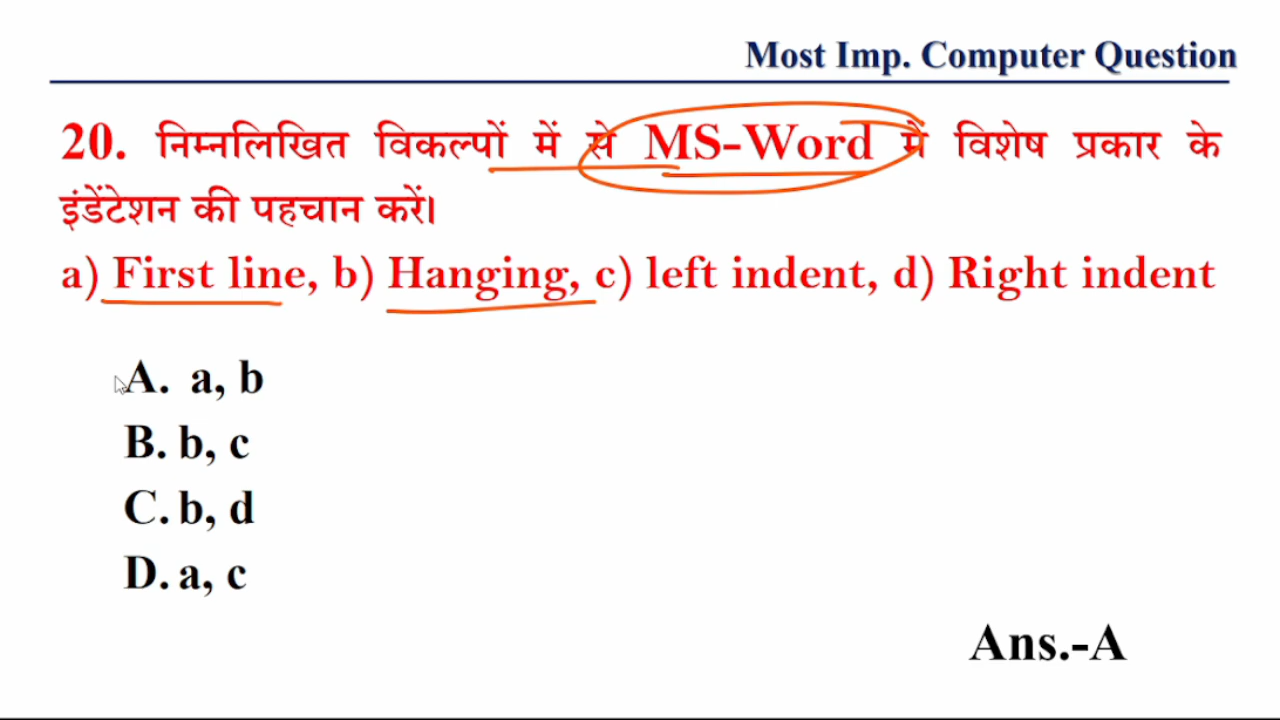 Most Imp. Computer Question
20. निम्नलिखित विकल्पों में से MS-Word में विशेष प्रकार के
इंडेंटेशन की पहचान करें।
a) First line, b) Hanging, c) left indent, d) Right indent
A. a, b
B. b, c
C. b, d
D. a, c
Ans.-A